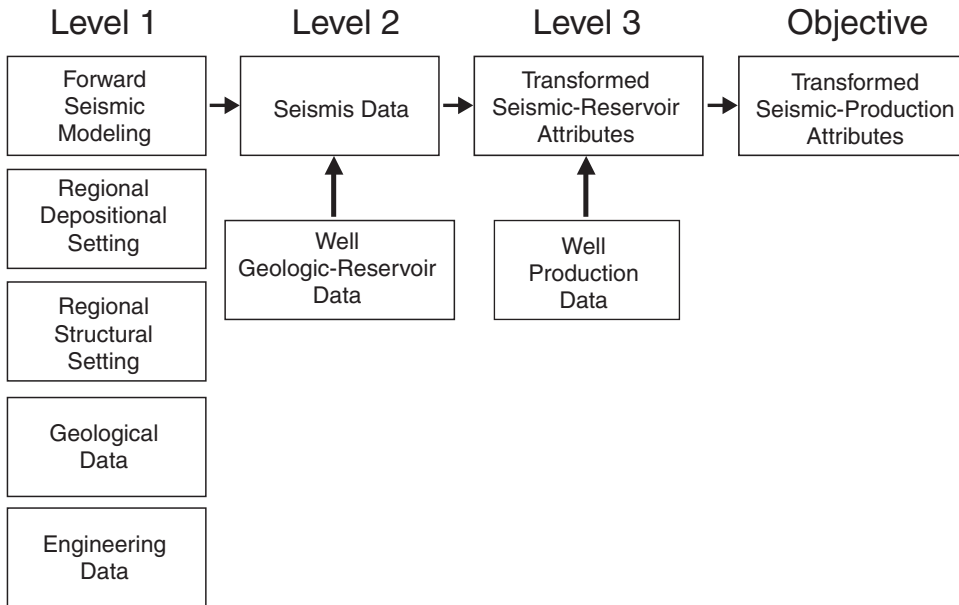 Level 1
Level 2
Level 3
Objective
Forward
Seismic
Modeling
Seismis Data
Transformed
Seismic-Reservoir
Attributes
Transformed
Seismic-Production
Attributes
Regional
Depositional
Setting
Well
Geologic-Reservoir
Data
Well
Production
Data
Regional
Structural
Setting
Geological
Data
Engineering
Data